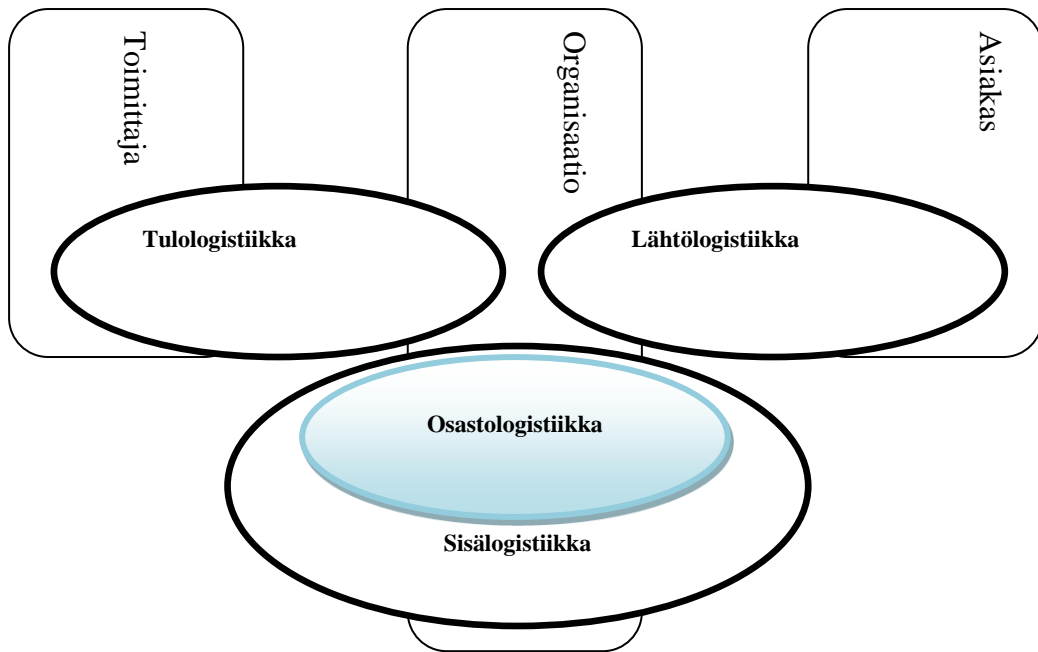 Toimittaja
Organisaatio
Asiakas
Tulologistiikka
Lähtölogistiikka
Osastologistiikka
Sisälogistiikka